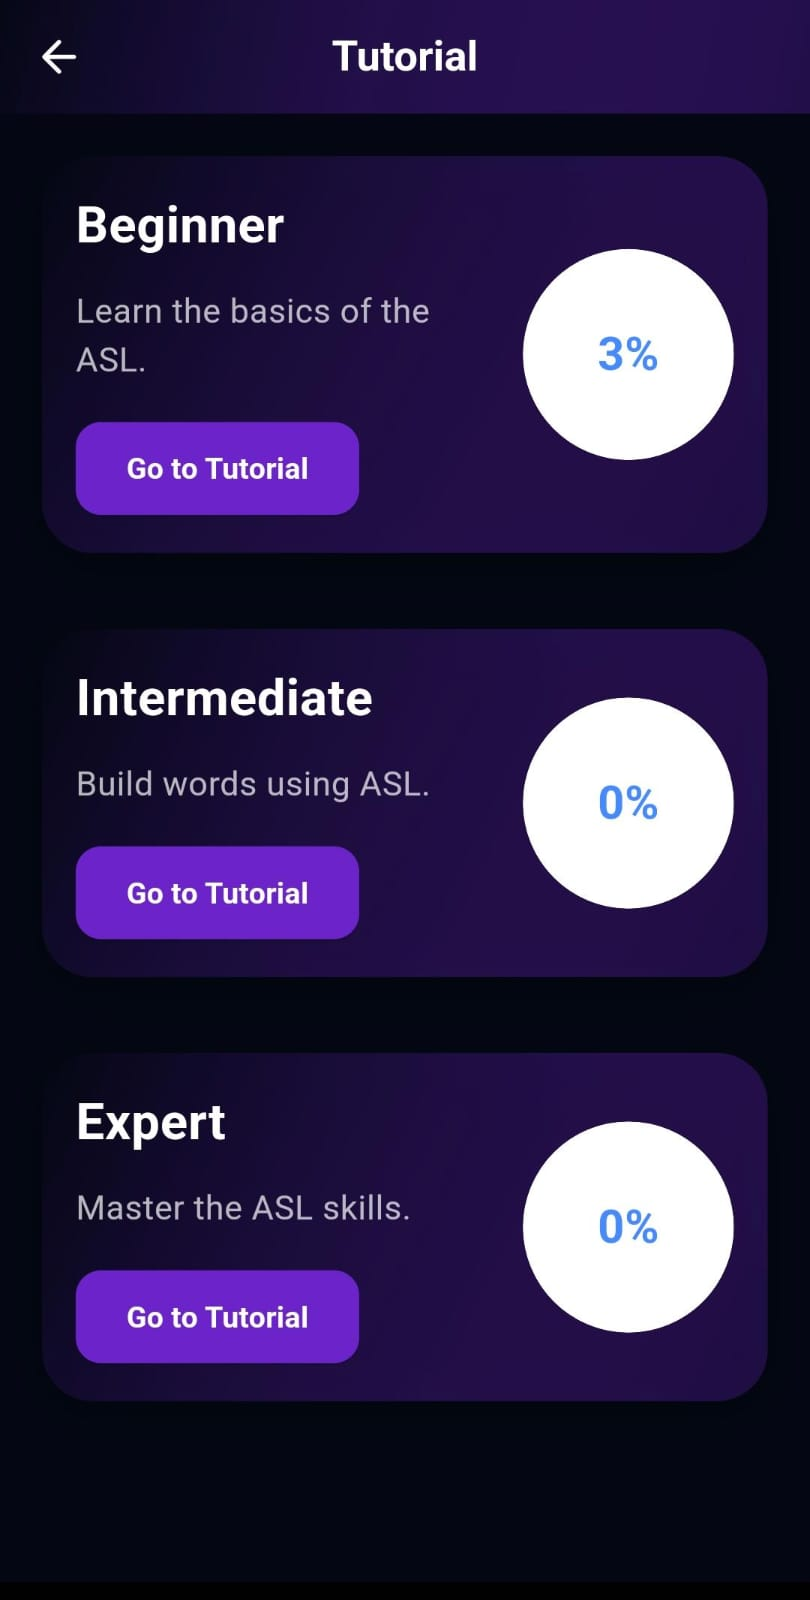 Tutorial
Beginner
Learn the basics of the
ASL.
3%
Go to Tutorial
Intermediate
Build words using ASL.
0%
Go to Tutorial
Expert
Master the ASL skills.
0%
Go to Tutorial